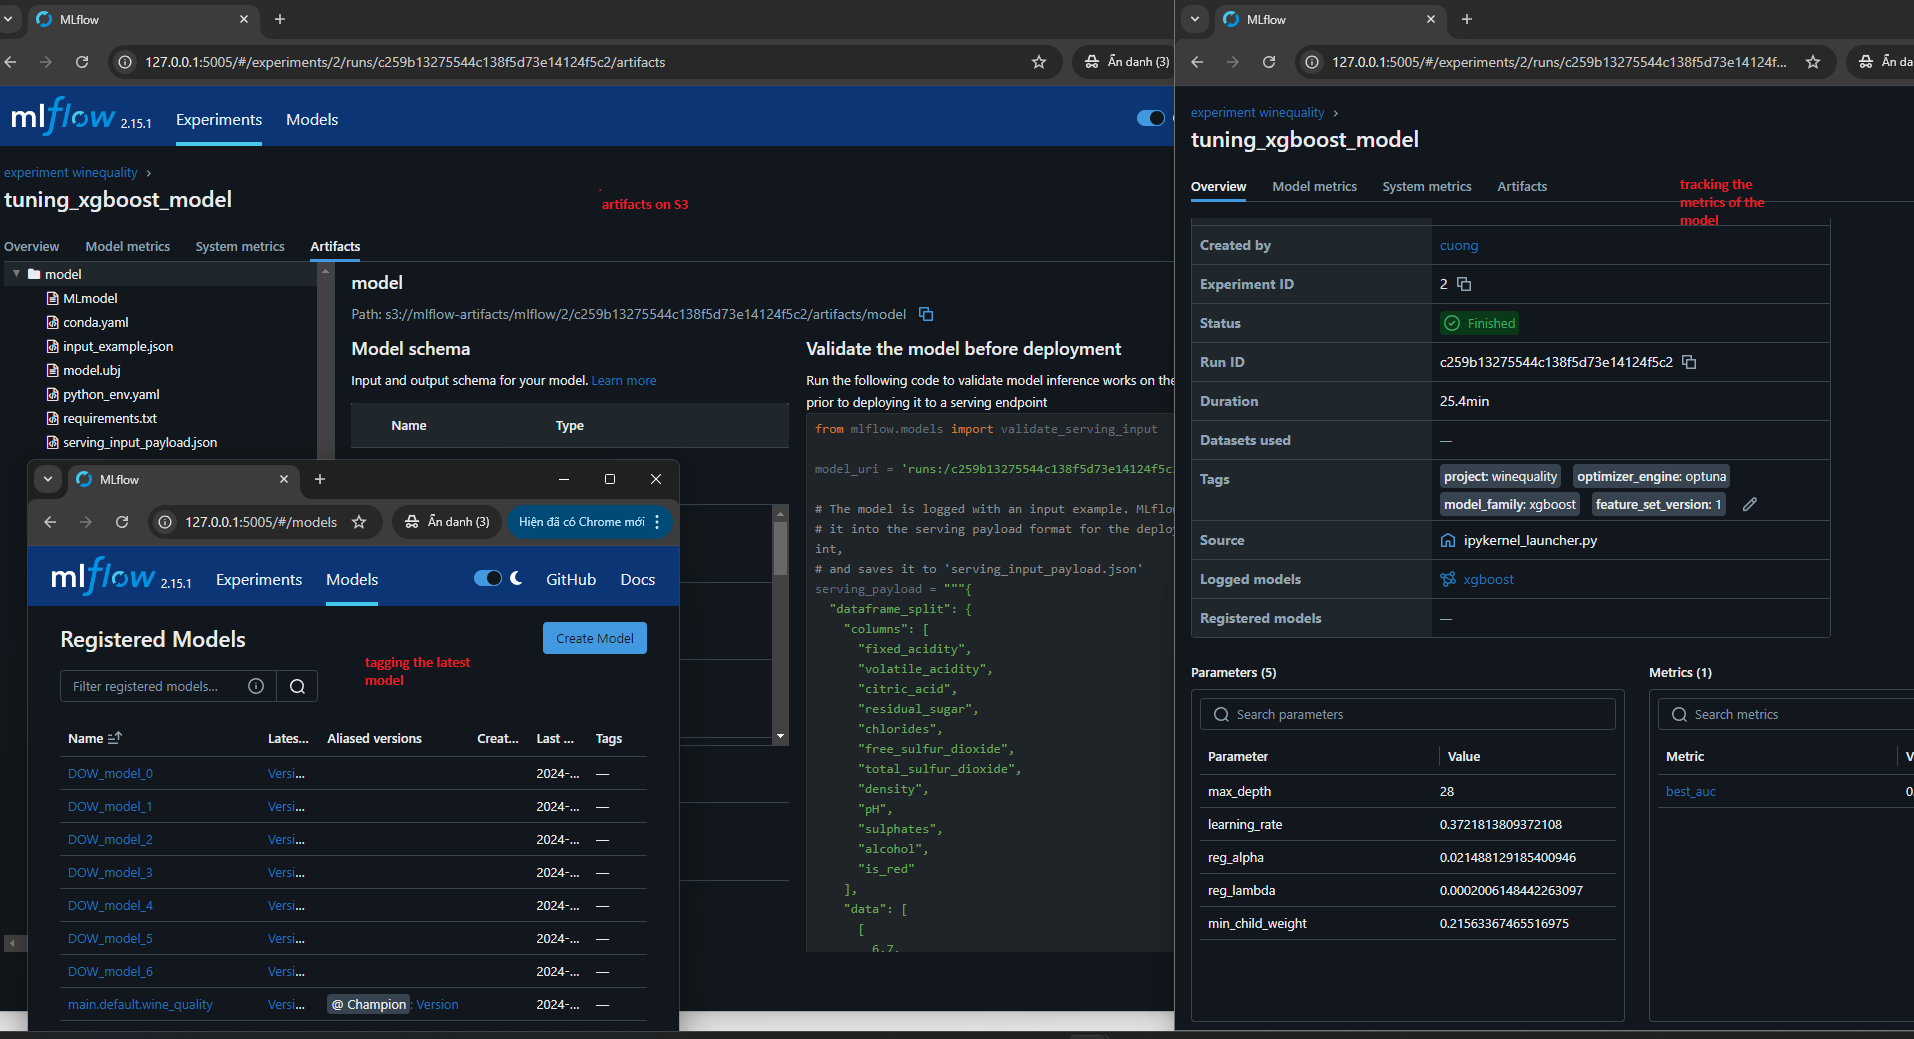 MLflow
127.0.0.1:5005/#/experiments/2/runs/c259b13275544c138f5d73e14124f5c2/artifacts
Ẩn danh (3)
mlflow 2.15.1
Experiments
Models
experiment winequality
tuning_xgboost_model
artifacts on S3
Overview
Model metrics
System metrics
Artifacts
model
MLmodel
conda.yaml
input_example.json
model.ubj
python_env.yaml
requirements.txt
serving_input_payload.json
model
Path: s3://mlflow-artifacts/mlflow/2/c259b13275544c138f5d73e14124f5c2/artifacts/model
Model schema
Input and output schema for your model. Learn more
Name
Type
Validate the model before deployment
Run the following code to validate model inference works on the
prior to deploying it to a serving endpoint
from mlflow.models import validate_serving_input
model_uri = 'runs:/c259b13275544c138f5d73e14124f5c
# The model is logged with an input example. MLflow
# it into the serving payload format for the deplo
int,
# and saves it to 'serving_input_payload.json'
serving_payload = """{
"dataframe_split": {
"columns": [
"fixed_acidity",
"volatile_acidity",
"citric_acid",
"residual_sugar",
"chlorides",
"free_sulfur_dioxide",
"total_sulfur_dioxide",
"density",
"pH",
"sulphates",
"alcohol",
"is_red"
],
"data": [
[
6.7,
MLflow
127.0.0.1:5005/#/models
Ẩn danh (3)
Hiện đã có Chrome mới
mlflow 2.15.1
Experiments
Models
GitHub
Docs
Registered Models
Create Model
tagging the latest
model
Filter registered models...
Name Lates... Aliased versions Creat... Last ... Tags
DOW_model_0 Versi... 2024-... —
DOW_model_1 Versi... 2024-... —
DOW_model_2 Versi... 2024-... —
DOW_model_3 Versi... 2024-... —
DOW_model_4 Versi... 2024-... —
DOW_model_5 Versi... 2024-... —
DOW_model_6 Versi... 2024-... —
main.default.wine_quality Versi... @ Champion : Version 2024-... —
MLflow
127.0.0.1:5005/#/experiments/2/runs/c259b13275544c138f5d73e14124f...
Ẩn da
experiment winequality
tuning_xgboost_model
Overview
Model metrics
System metrics
Artifacts
tracking the
metrics of the
model
Created by cuong
Experiment ID 2
Status Finished
Run ID c259b13275544c138f5d73e14124f5c2
Duration 25.4min
Datasets used —
Tags project: winequality optimizer_engine: optuna
model_family: xgboost feature_set_version: 1
Source ipykernel_launcher.py
Logged models xgboost
Registered models —
Parameters (5)
Search parameters
Parameter Value
max_depth 28
learning_rate 0.3721813809372108
reg_alpha 0.021488129185400946
reg_lambda 0.0002006148442263097
min_child_weight 0.21563367465516975
Metrics (1)
Search metrics
Metric V
best_auc 0.